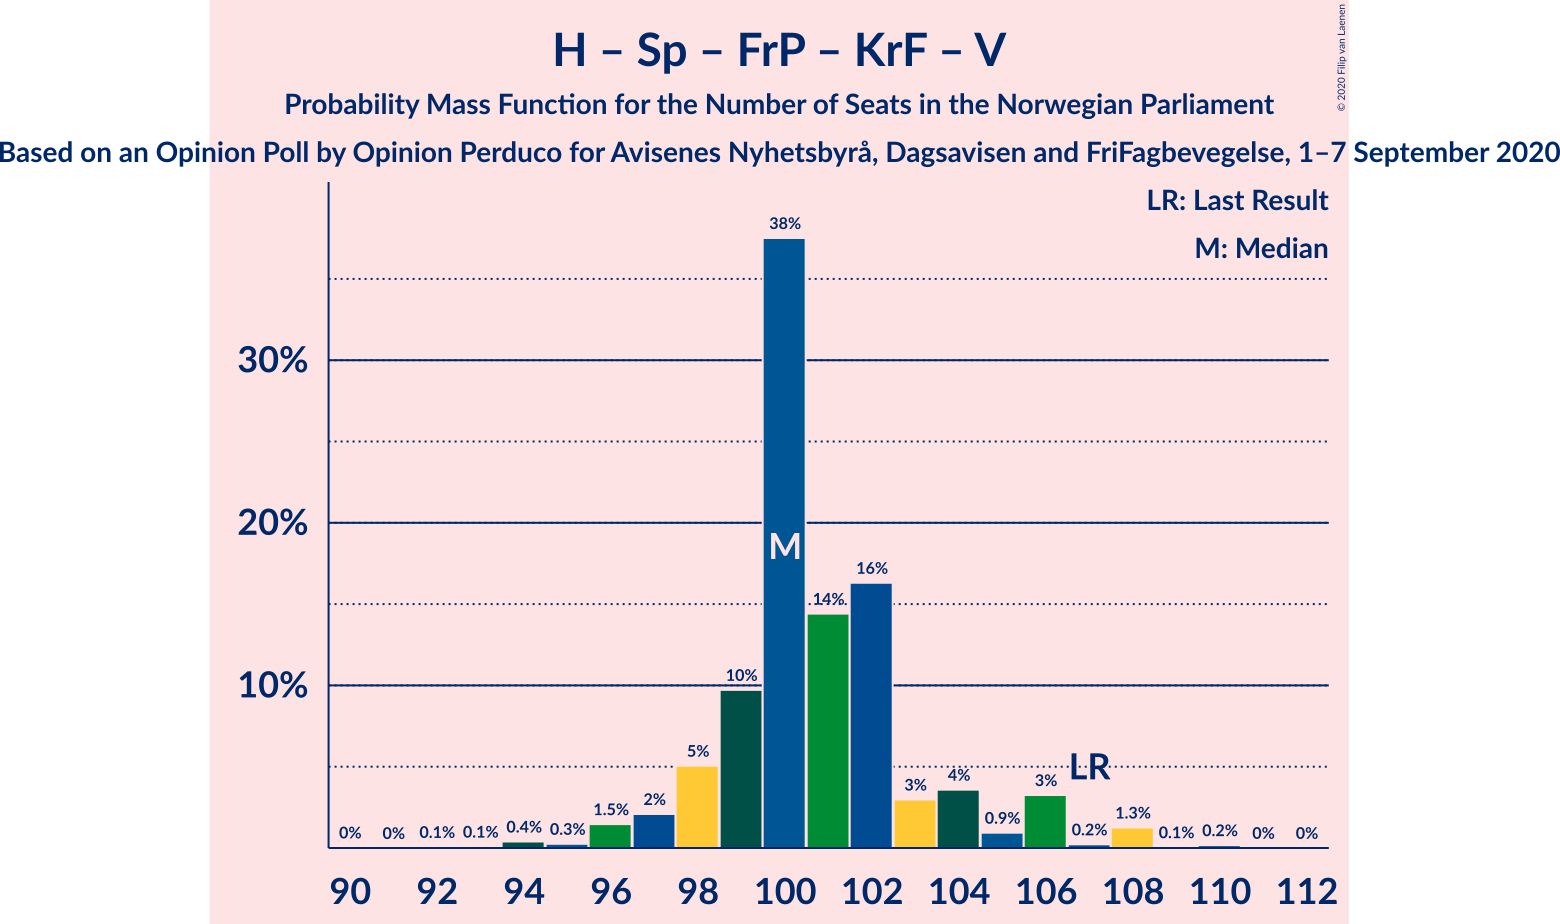 H – Sp – FrP – KrF – V
Probability Mass Function for the Number of Seats in the Norwegian Parliament
Based on an Opinion Poll by Opinion Perduco for Avisenes Nyhetsbyrå, Dagsavisen and FriFagbevegelse, 1–7 September 2020
© 2020 Filip van Laenen
LR: Last Result
M: Median
30%
20%
10%
0% 0% 0.1% 0.1% 0.4% 0.3% 1.5% 2% 5% 10% 38% 14% 16% 3% 4% 0.9% 3% 0.2% 1.3% 0.1% 0.2% 0% 0%
M
LR
90 92 94 96 98 100 102 104 106 108 110 112